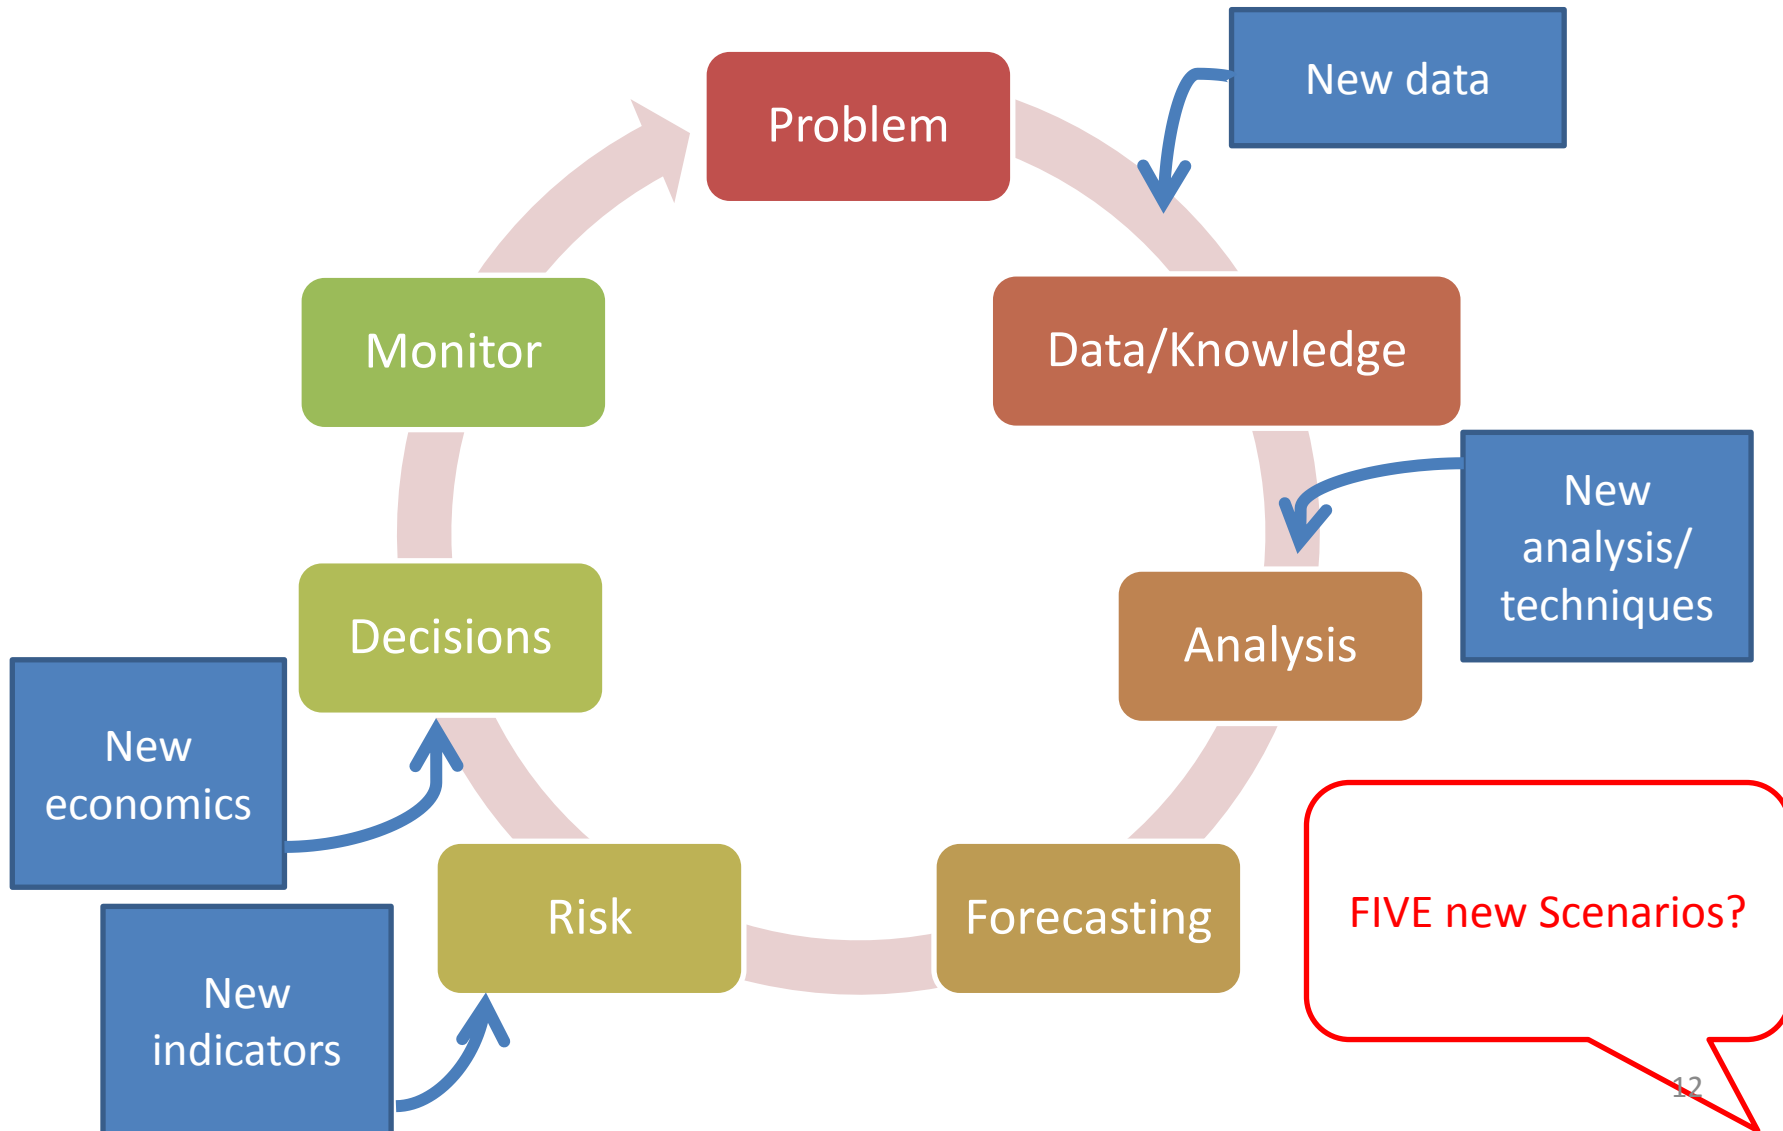 Problem
New data
Monitor
Data/Knowledge
New
analysis/
techniques
Decisions
Analysis
New
economics
Risk
Forecasting
FIVE new Scenarios?
New
indicators
12